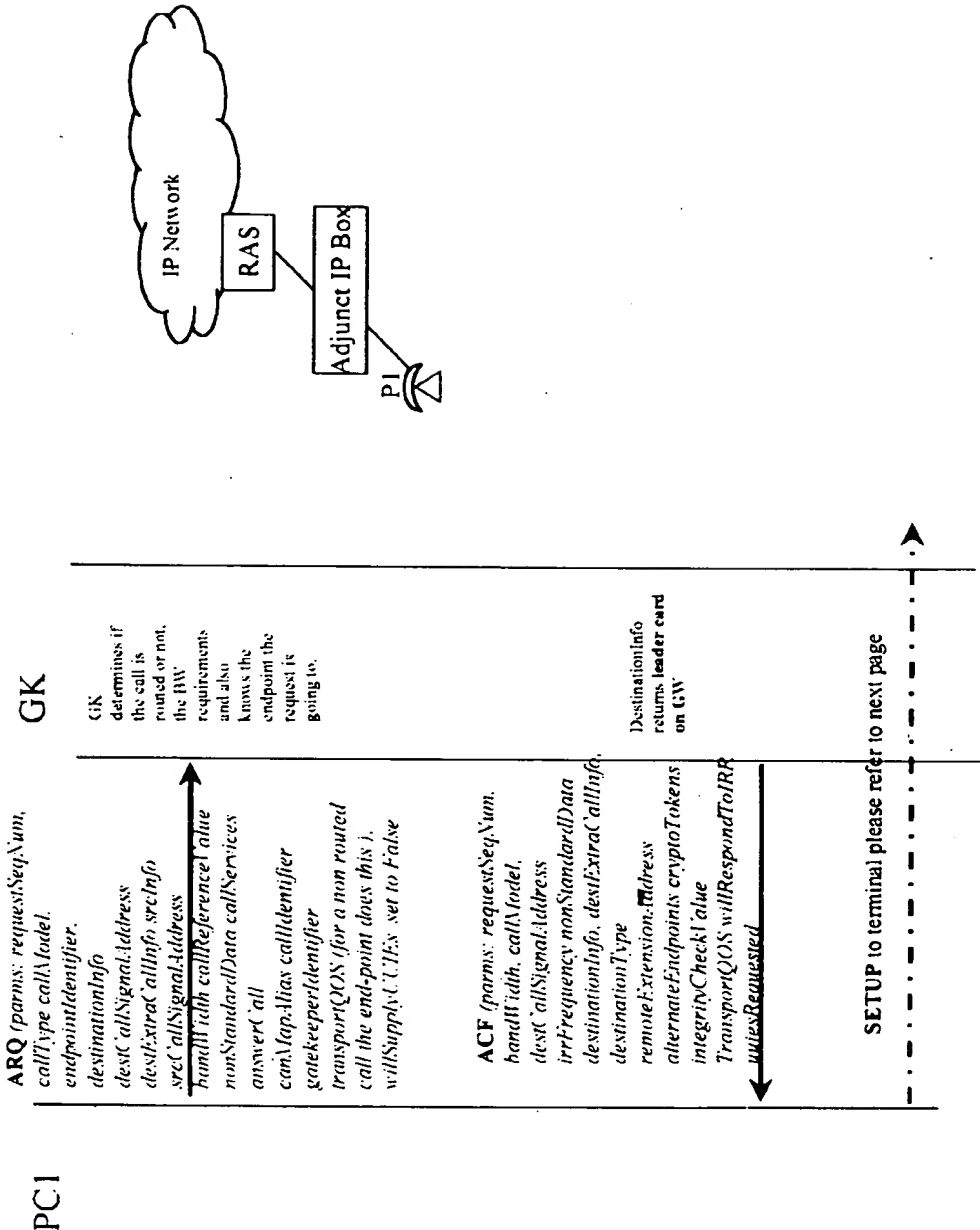 PC1
GK
ARQ (parms: requestSeqNum,
callType callModel,
endpointIdentifier,
destinationInfo
destCallSignalAddress
destExtraCallInfo srcInfo
srcCallSignalAddress
bandWidth callReferenceValue
nonStandardData callServices
answerCall
canMapAlias callIdentifier
gatekeeperIdentifier
transportQOS (for a non routed
call the end-point does this ).
willSupplyUUIEs set to False
GK
determines if
the call is
routed or not,
the BW
requirements
and also
knows the
endpoint the
request is
going to.
ACF (parms: requestSeqNum,
bandWidth, callModel,
destCallSignalAddress
irrFrequency nonStandardData
destinationInfo, destExtraCallInfo,
destinationType
remoteExtensionAddress
alternateEndpoints cryptoTokens
integrityCheckValue
TransportQOS willRespondToIRR
uuiesRequested
DestinationInfo
returns leader card
on GW
SETUP to terminal please refer to next page
IP Network
RAS
Adjunct IP Box
P1